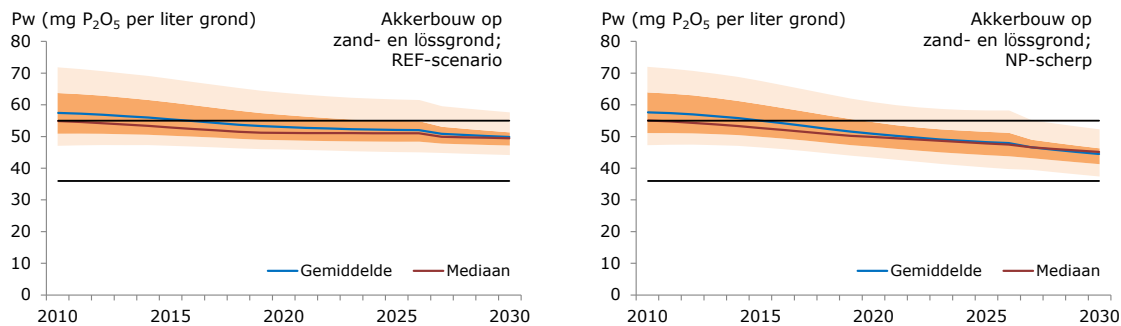 Pw (mg P₂O₅ per liter grond)
Akkerbouw op
zand- en lössgrond;
REF-scenario
80
70
60
50
40
30
20
10
0
Gemiddelde
Mediaan
2010
2015
2020
2025
2030
Pw (mg P₂O₅ per liter grond)
Akkerbouw op
zand- en lössgrond;
NP-scherp
80
70
60
50
40
30
20
10
0
Gemiddelde
Mediaan
2010
2015
2020
2025
2030